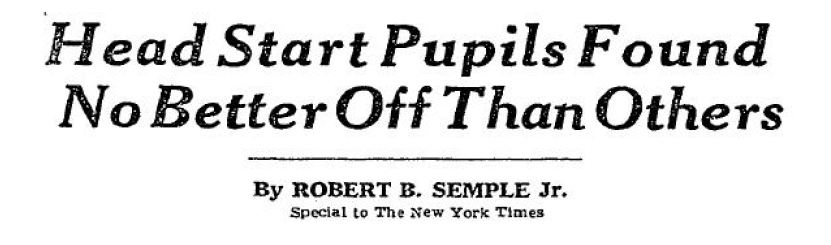 Head Start Pupils Found
No Better Off Than Others
By ROBERT B. SEMPLE Jr.
Special to The New York Times